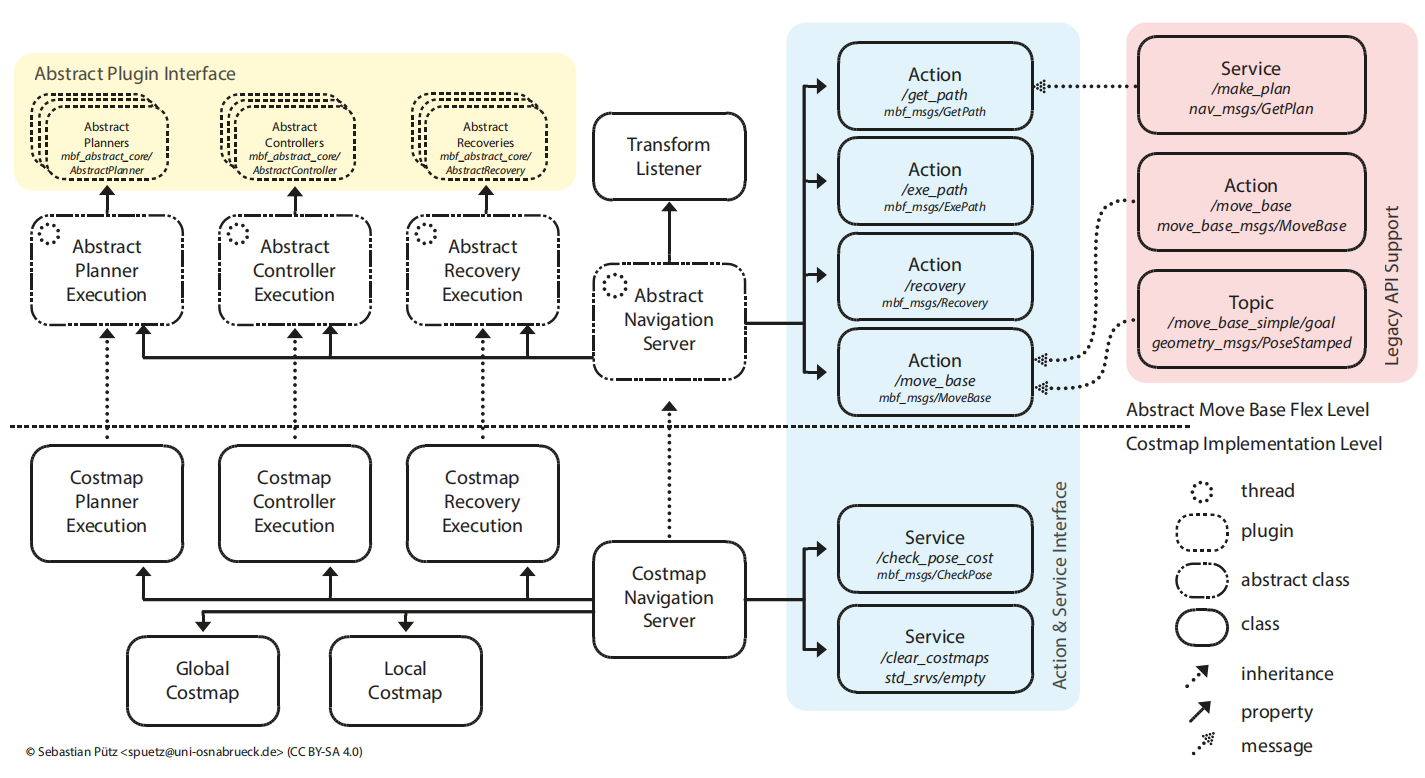 Abstract Plugin Interface
Abstract
Planners
mbf_abstract_core/
AbstractPlanner
Abstract
Controllers
mbf_abstract_core/
AbstractController
Abstract
Recoveries
mbf_abstract_core/
AbstractRecovery
Abstract
Planner
Execution
Abstract
Controller
Execution
Abstract
Recovery
Execution
Transform
Listener
Abstract
Navigation
Server
Action
/get_path
mbf_msgs/GetPath
Action
/exe_path
mbf_msgs/ExePath
Action
/recovery
mbf_msgs/Recovery
Action
/move_base
mbf_msgs/MoveBase
Service
/make_plan
nav_msgs/GetPlan
Action
/move_base
move_base_msgs/MoveBase
Topic
/move_base_simple/goal
geometry_msgs/PoseStamped
Legacy API Support
Abstract Move Base Flex Level
Costmap Implementation Level
Costmap
Planner
Execution
Costmap
Controller
Execution
Costmap
Recovery
Execution
Costmap
Navigation
Server
Global
Costmap
Local
Costmap
Service
/check_pose_cost
mbf_msgs/CheckPose
Service
/clear_costmaps
std_srvs/empty
Action & Service Interface
thread
plugin
abstract class
class
inheritance
property
message
© Sebastian Pütz <spuetz@uni-osnabrueck.de> (CC BY-SA 4.0)